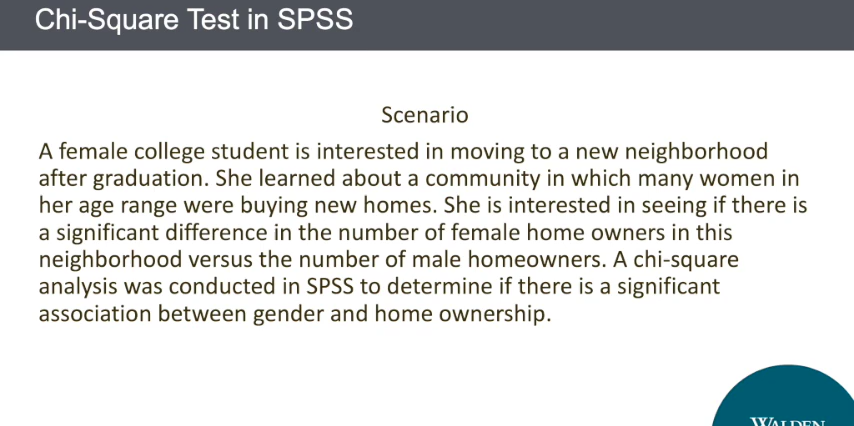 Chi-Square Test in SPSS
Scenario
A female college student is interested in moving to a new neighborhood
after graduation. She learned about a community in which many women in
her age range were buying new homes. She is interested in seeing if there is
a significant difference in the number of female home owners in this
neighborhood versus the number of male homeowners. A chi-square
analysis was conducted in SPSS to determine if there is a significant
association between gender and home ownership.
WALDEN